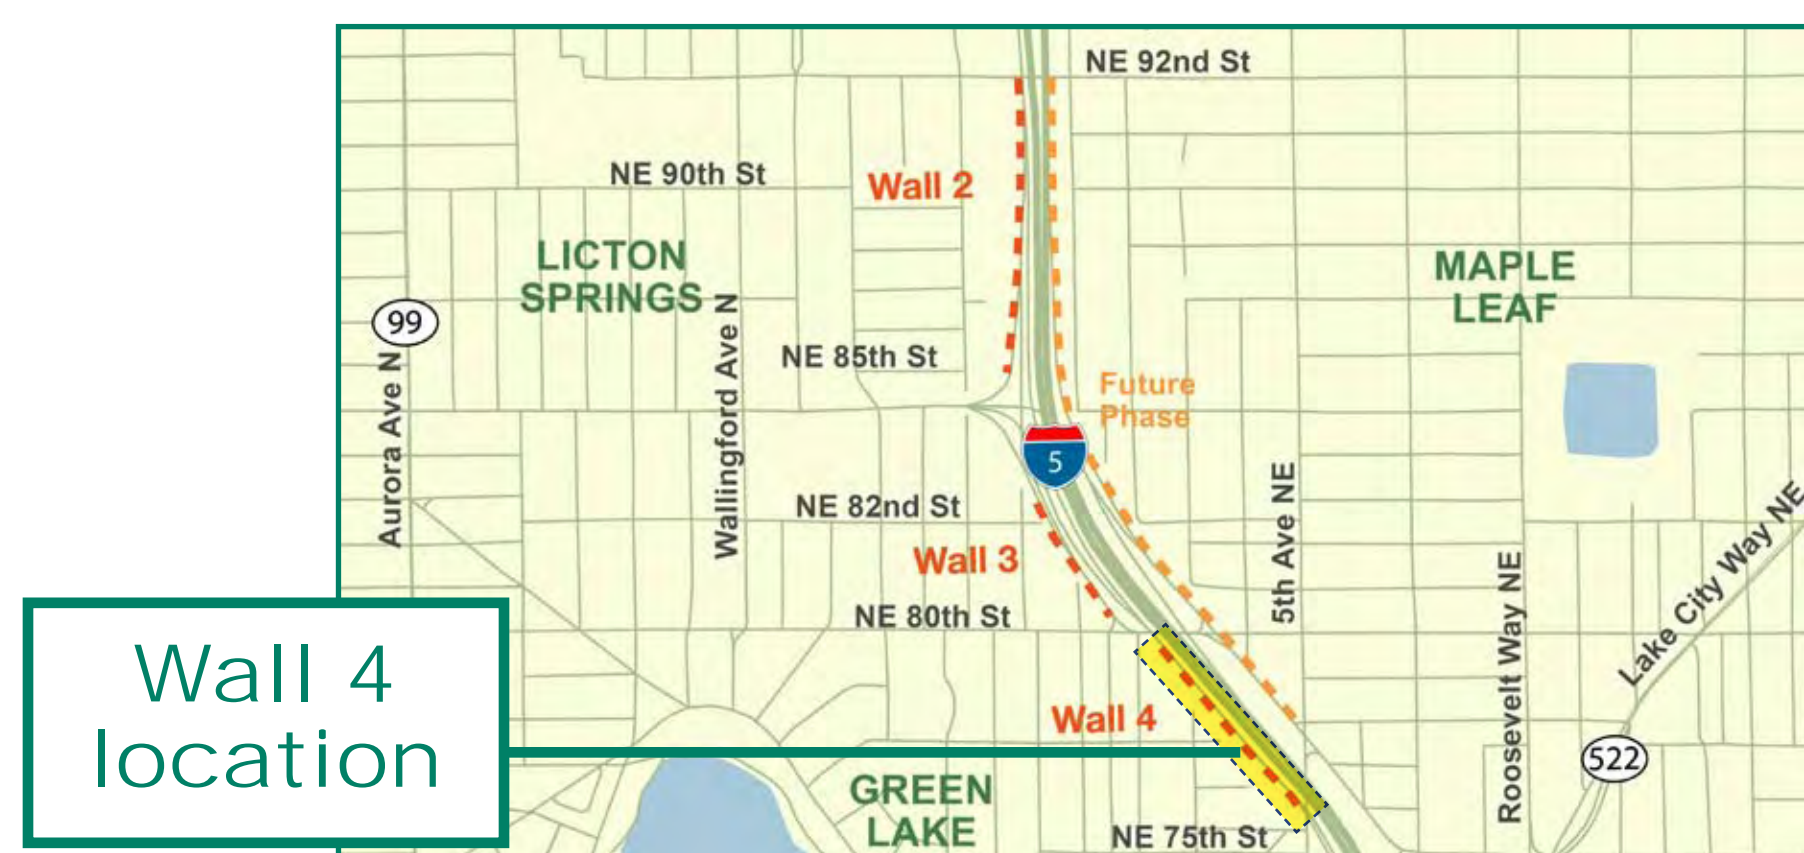 NE 92nd St
NE 90th St
Wall 2
LICTON
SPRINGS
MAPLE
LEAF
99
Aurora Ave N
Wallingford Ave N
NE 85th St
Future
Phase
5
NE 82nd St
5th Ave NE
Wall 3
Roosevelt Way NE
Lake City Way NE
NE 80th St
Wall 4
location
Wall 4
522
GREEN
LAKE
NE 75th St